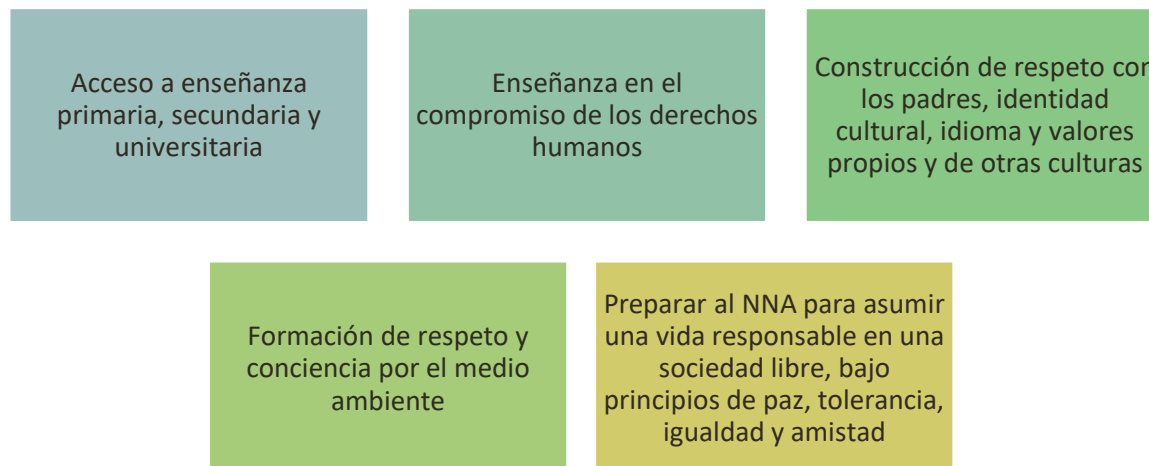 Acceso a enseñanza
primaria, secundaria y
universitaria
Enseñanza en el
compromiso de los derechos
humanos
Construcción de respeto con
los padres, identidad
cultural, idioma y valores
propios y de otras culturas
Formación de respeto y
conciencia por el medio
ambiente
Preparar al NNA para asumir
una vida responsable en una
sociedad libre, bajo
principios de paz, tolerancia,
igualdad y amistad